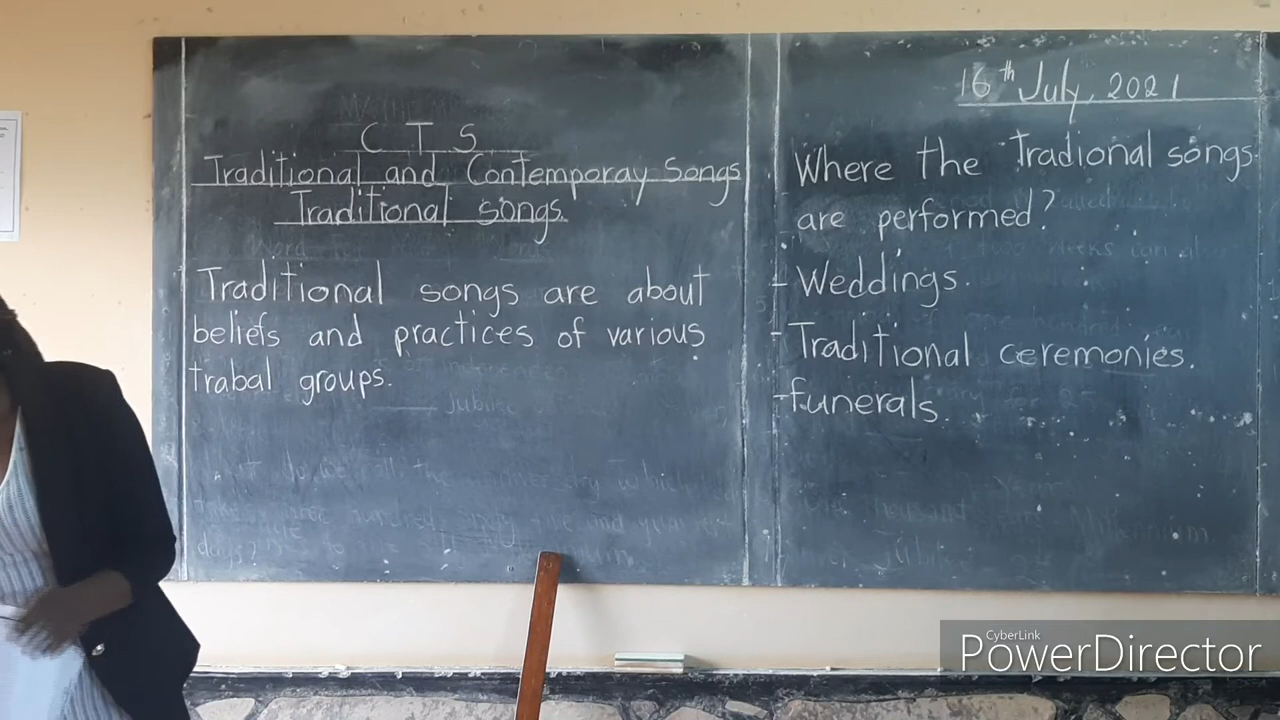 C T S
Traditional and Contemporay Songs
Traditional songs.
Traditional songs are about
beliefs and practices of various
trabal groups.
16th July, 2021
Where the Tradional songs
are performed?
- Weddings.
- Traditional ceremonies.
- Funerals.
CyberLink
PowerDirector